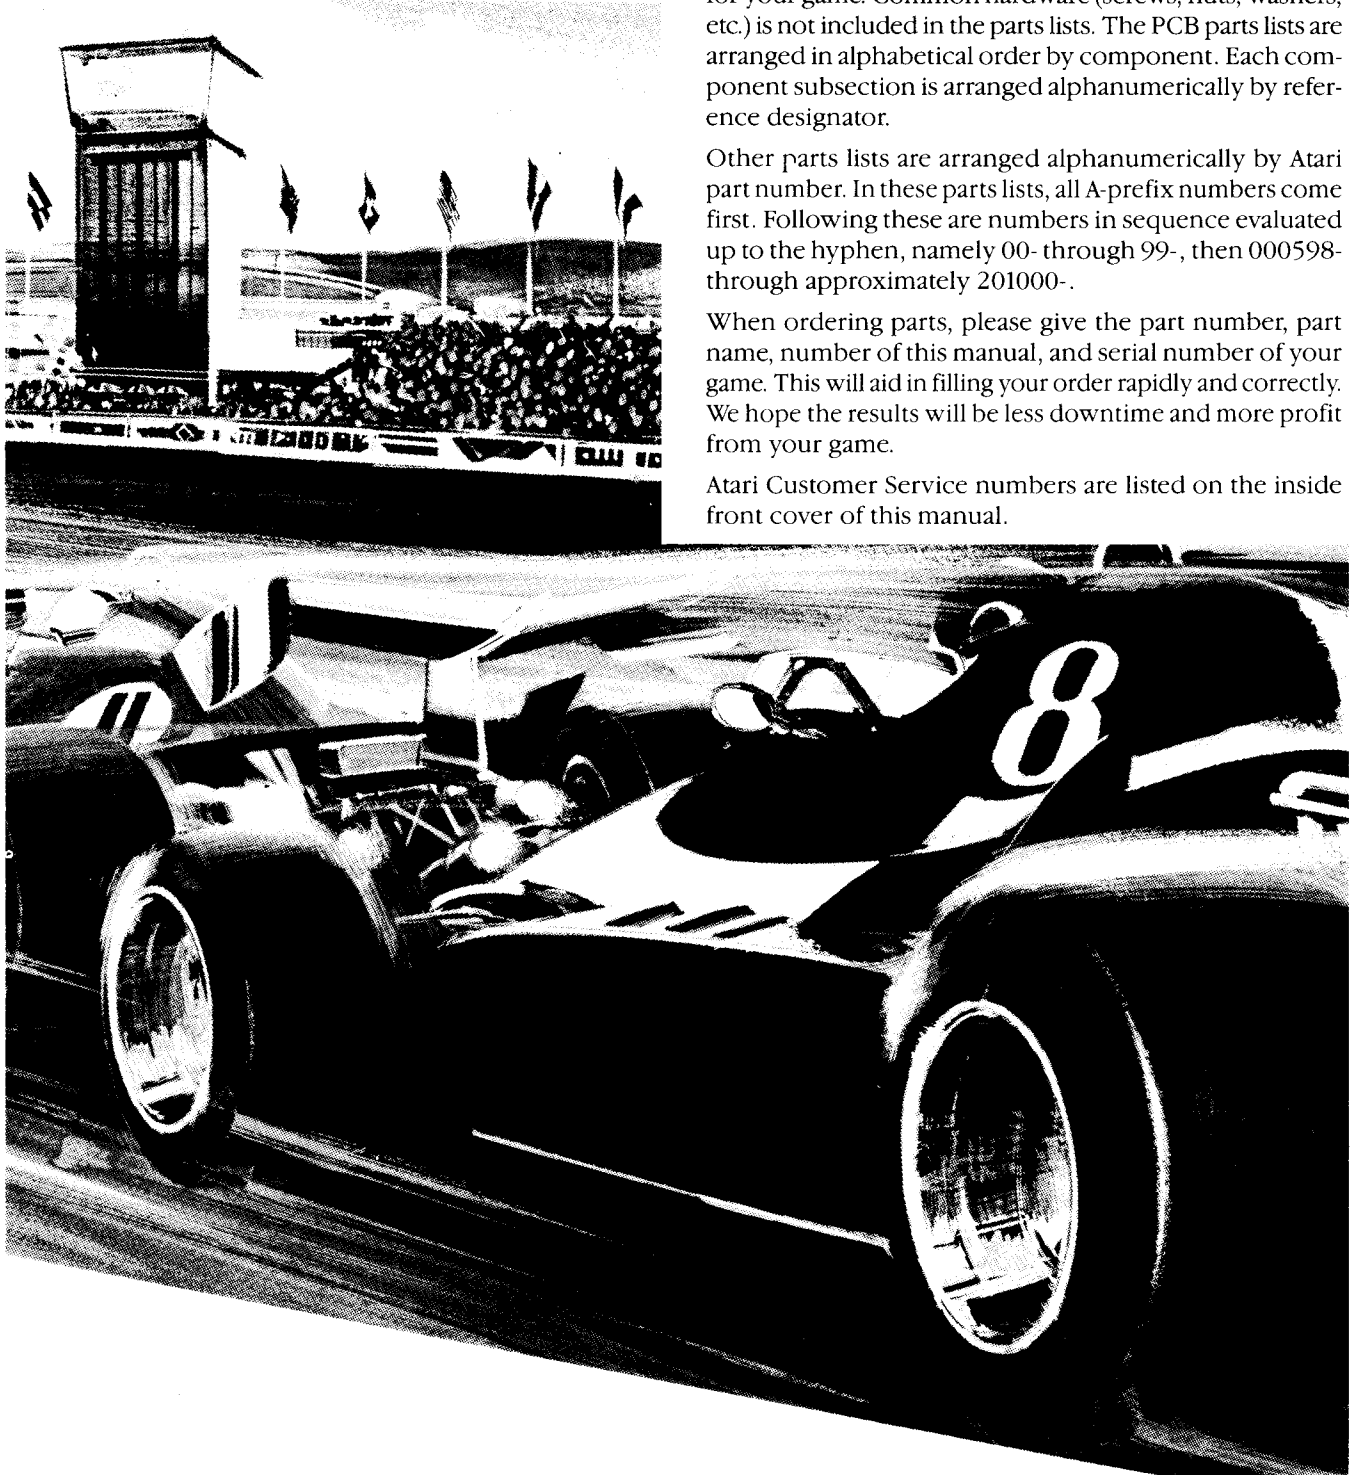 for your game. Common hardware (screws, nuts, washers,
etc.) is not included in the parts lists. The PCB parts lists are
arranged in alphabetical order by component. Each com-
ponent subsection is arranged alphanumerically by refer-
ence designator.
Other parts lists are arranged alphanumerically by Atari
part number. In these parts lists, all A-prefix numbers come
first. Following these are numbers in sequence evaluated
up to the hyphen, namely 00- through 99-, then 000598-
through approximately 201000-.
When ordering parts, please give the part number, part
name, number of this manual, and serial number of your
game. This will aid in filling your order rapidly and correctly.
We hope the results will be less downtime and more profit
from your game.
Atari Customer Service numbers are listed on the inside
front cover of this manual.
8
11